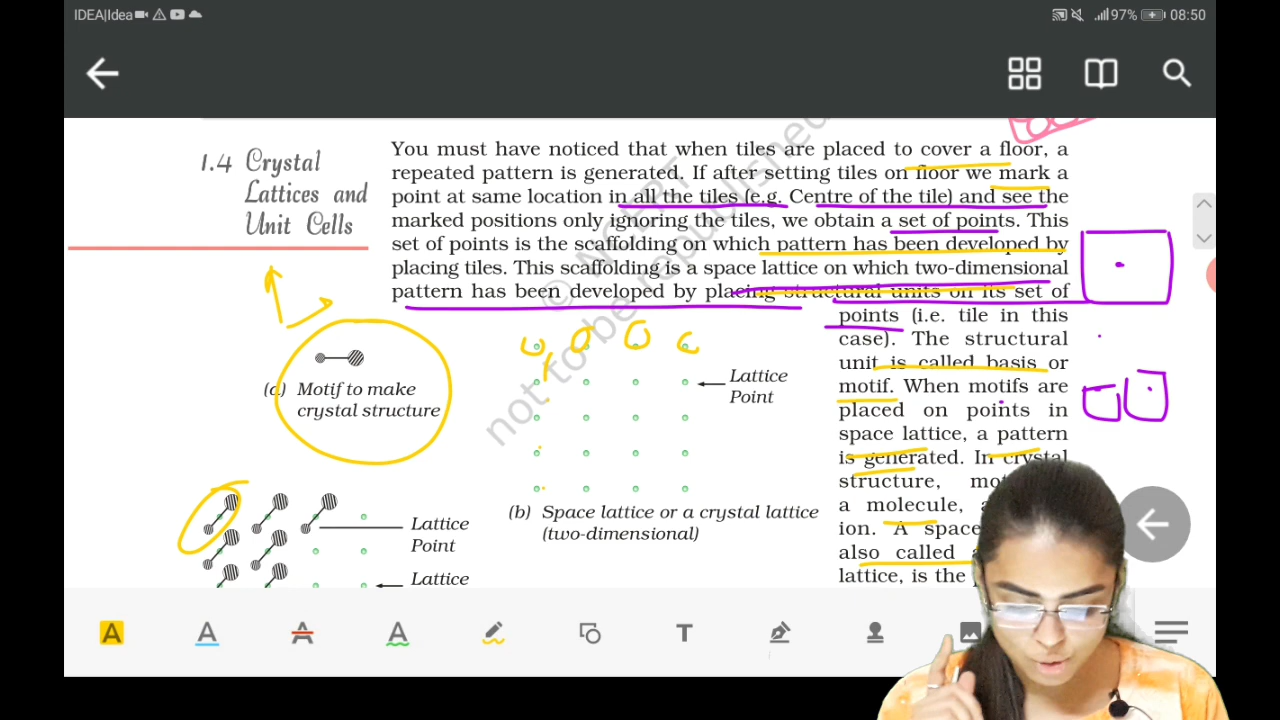 IDEA|Idea
97% 08:50
1.4 Crystal
Lattices and
Unit Cells
You must have noticed that when tiles are placed to cover a floor, a
repeated pattern is generated. If after setting tiles on floor we mark a
point at same location in all the tiles (e.g. Centre of the tile) and see the
marked positions only ignoring the tiles, we obtain a set of points. This
set of points is the scaffolding on which pattern has been developed by
placing tiles. This scaffolding is a space lattice on which two-dimensional
pattern has been developed by placing structural units on its set of
points (i.e. tile in this
case). The structural
unit is called basis or
motif. When motifs are
placed on points in
space lattice, a pattern
is generated. In crystal
structure,
a molecule,
ion. A space
also called
lattice, is the
(a) Motif to make
crystal structure
Lattice
Point
(b) Space lattice or a crystal lattice
(two-dimensional)
Lattice
Point
Lattice
© NCERT
not to be republished
A A A A T